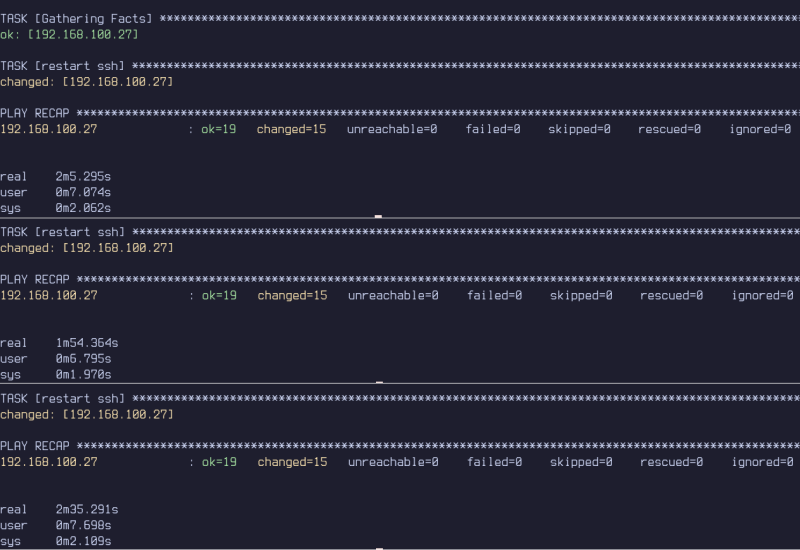 TASK [Gathering Facts] ********************************************************************************************
ok: [192.168.100.27]
TASK [restart ssh] ************************************************************************************************
changed: [192.168.100.27]
PLAY RECAP ********************************************************************************************************
192.168.100.27 : ok=19 changed=15 unreachable=0 failed=0 skipped=0 rescued=0 ignored=0
real 2m5.295s
user 0m7.074s
sys 0m2.062s
TASK [restart ssh] ************************************************************************************************
changed: [192.168.100.27]
PLAY RECAP ********************************************************************************************************
192.168.100.27 : ok=19 changed=15 unreachable=0 failed=0 skipped=0 rescued=0 ignored=0
real 1m54.364s
user 0m6.795s
sys 0m1.970s
TASK [restart ssh] ************************************************************************************************
changed: [192.168.100.27]
PLAY RECAP ********************************************************************************************************
192.168.100.27 : ok=19 changed=15 unreachable=0 failed=0 skipped=0 rescued=0 ignored=0
real 2m35.291s
user 0m7.698s
sys 0m2.109s